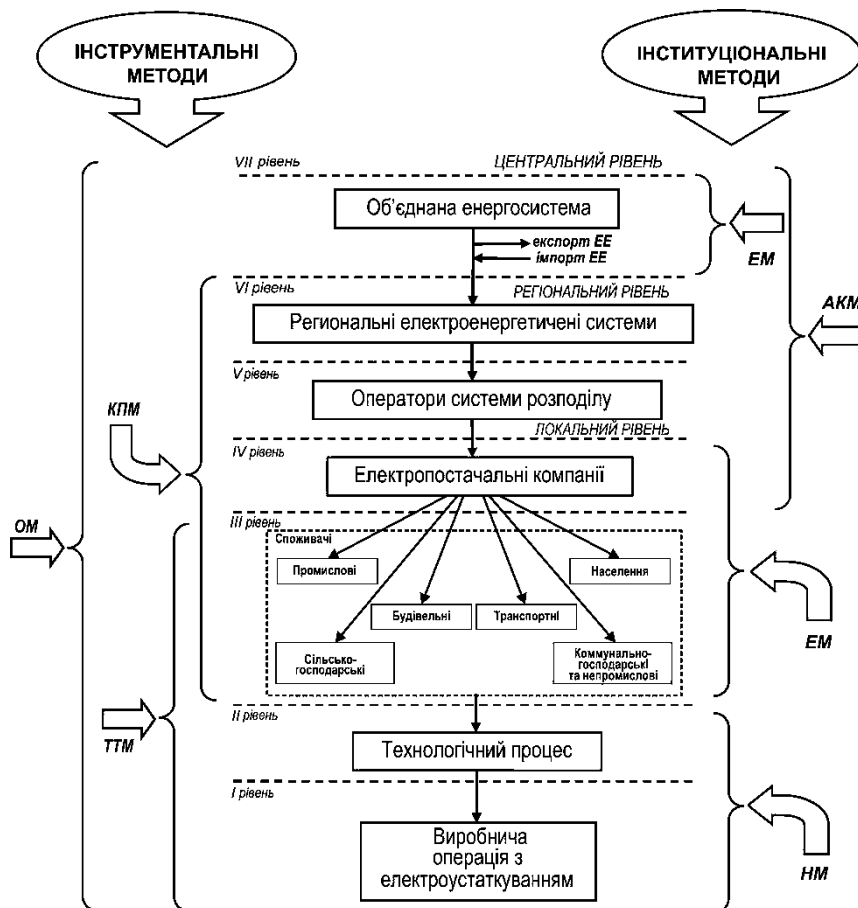 ІНСТРУМЕНТАЛЬНІ
МЕТОДИ
ІНСТИТУЦІОНАЛЬНІ
МЕТОДИ
VII рівень
ЦЕНТРАЛЬНИЙ РІВЕНЬ
Об'єднана енергосистема
експорт ЕЕ
імпорт ЕЕ
ЕМ
VI рівень
РЕГІОНАЛЬНИЙ РІВЕНЬ
АКМ
Региональні електроенергетичені системи
V рівень
Оператори системи розподілу
КПМ
ЛОКАЛЬНИЙ РІВЕНЬ
IV рівень
Електропостачальні компанії
ОМ
III рівень
Споживачі
Промислові
Населення
Будівельні
Транспортні
ЕМ
Сільсько-
господарські
Коммунально-
господарські
та непромислові
II рівень
ТТМ
Технологічний процес
I рівень
Виробнича
операція з
електроустаткуванням
НМ